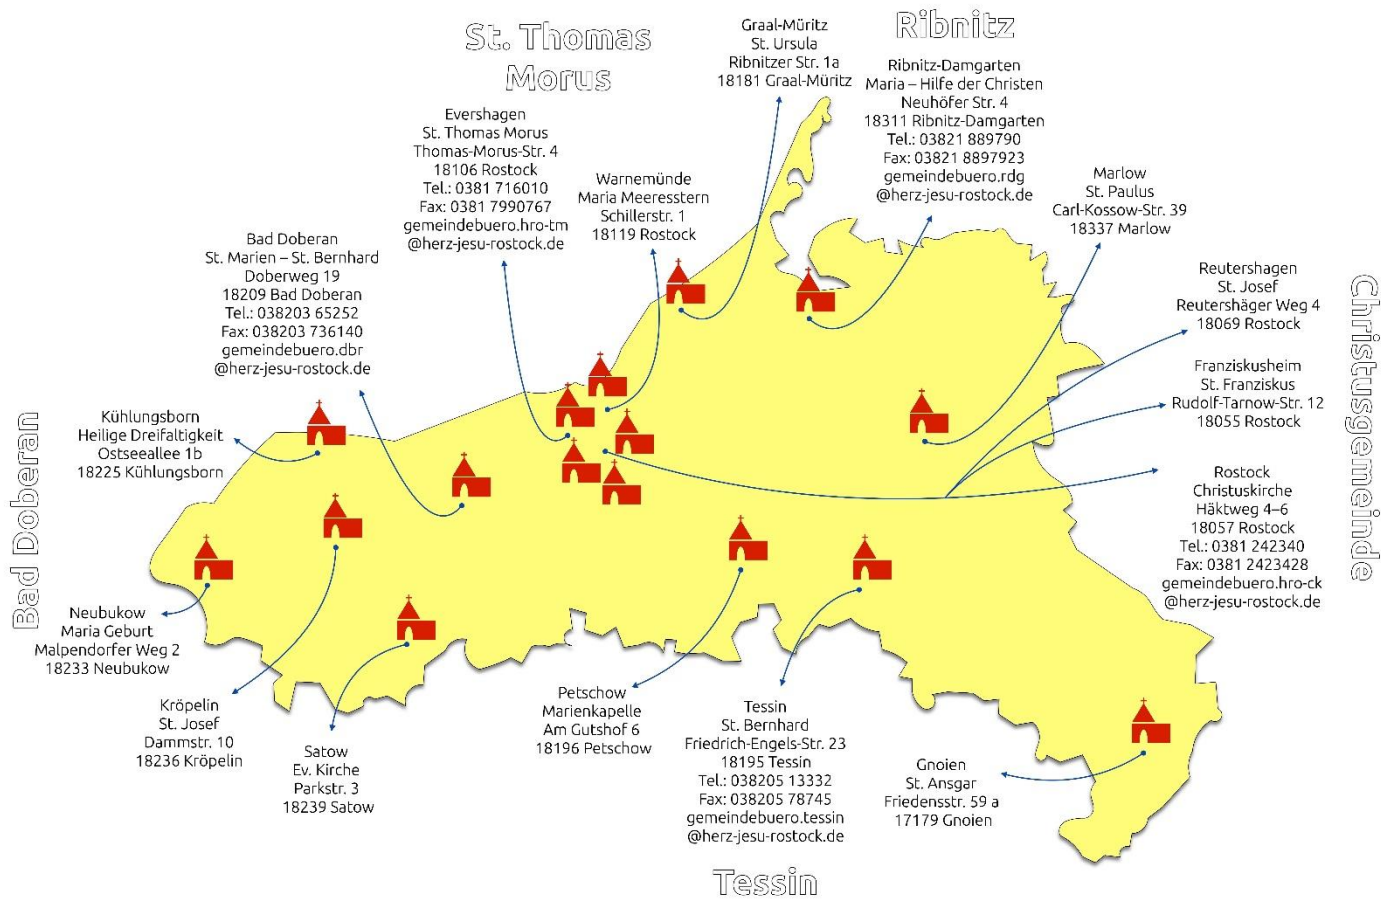 St. Thomas
Morus
Evershagen
St. Thomas Morus
Thomas-Morus-Str. 4
18106 Rostock
Tel.: 0381 716010
Fax: 0381 7990767
gemeindebuero.hro-tm
@herz-jesu-rostock.de
Warnemünde
Maria Meeresstern
Schillerstr. 1
18119 Rostock
Graal-Müritz
St. Ursula
Ribnitzer Str. 1a
18181 Graal-Müritz
Ribnitz
Ribnitz-Damgarten
Maria – Hilfe der Christen
Neuhöfer Str. 4
18311 Ribnitz-Damgarten
Tel.: 03821 889790
Fax: 03821 8897923
gemeindebuero.rdg
@herz-jesu-rostock.de
Marlow
St. Paulus
Carl-Kossow-Str. 39
18337 Marlow
Christusgemeinde
Reutershagen
St. Josef
Reutershäger Weg 4
18069 Rostock
Franziskusheim
St. Franziskus
Rudolf-Tarnow-Str. 12
18055 Rostock
Rostock
Christuskirche
Häktweg 4–6
18057 Rostock
Tel.: 0381 242340
Fax: 0381 2423428
gemeindebuero.hro-ck
@herz-jesu-rostock.de
Bad Doberan
Bad Doberan
St. Marien – St. Bernhard
Doberweg 19
18209 Bad Doberan
Tel.: 038203 65252
Fax: 038203 736140
gemeindebuero.dbr
@herz-jesu-rostock.de
Kühlungsborn
Heilige Dreifaltigkeit
Ostseeallee 1b
18225 Kühlungsborn
Neubukow
Maria Geburt
Malpendorfer Weg 2
18233 Neubukow
Kröpelin
St. Josef
Dammstr. 10
18236 Kröpelin
Satow
Ev. Kirche
Parkstr. 3
18239 Satow
Petschow
Marienkapelle
Am Gutshof 6
18196 Petschow
Tessin
St. Bernhard
Friedrich-Engels-Str. 23
18195 Tessin
Tel.: 038205 13332
Fax: 038205 78745
gemeindebuero.tessin
@herz-jesu-rostock.de
Gnoien
St. Ansgar
Friedensstr. 59 a
17179 Gnoien
Tessin